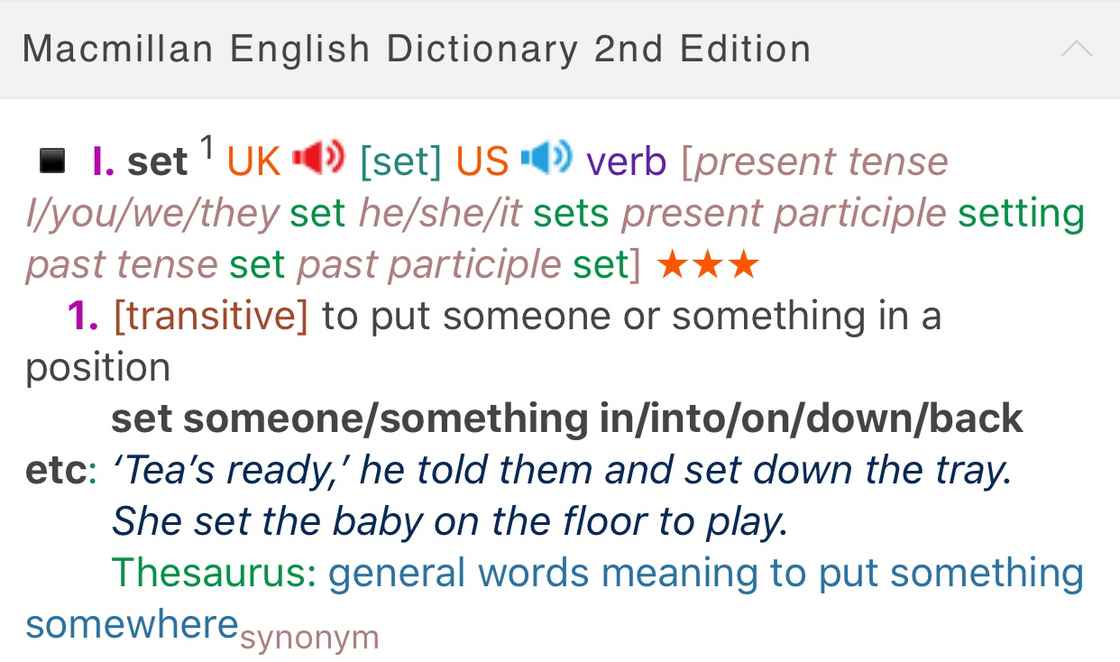 Macmillan English Dictionary 2nd Edition
I. set 1 UK [set] US verb [present tense
I/you/we/they set he/she/it sets present participle setting
past tense set past participle set] ★★★
1. [transitive] to put someone or something in a
position
set someone/something in/into/on/down/back
etc: ‘Tea’s ready,’ he told them and set down the tray.
She set the baby on the floor to play.
Thesaurus: general words meaning to put something
somewhere synonym